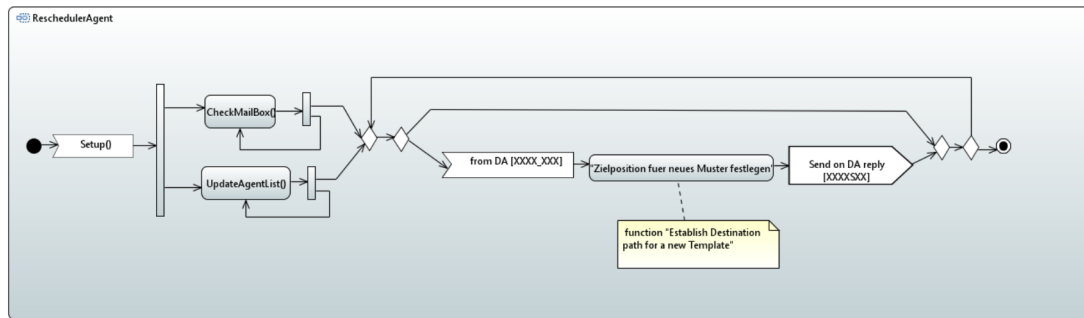 ReschedulerAgent
Setup()
CheckMailBox()
UpdateAgentList()
from DA [XXXX_XXX]
"Zielposition fuer neues Muster festlegen"
Send on DA reply
[XXXXSXX]
function "Establish Destination
path for a new Template"